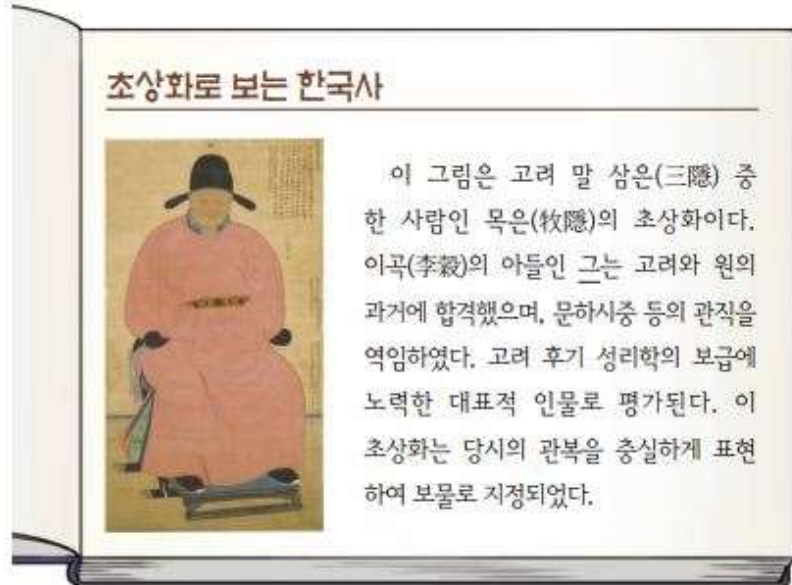 초상화로 보는 한국사
이 그림은 고려 말 삼은(三隱) 중
한 사람인 목은(牧隱)의 초상화이다.
이곡(李穀)의 아들인 그는 고려와 원의
과거에 합격했으며, 문하시중 등의 관직을
역임하였다. 고려 후기 성리학의 보급에
노력한 대표적 인물로 평가된다. 이
초상화는 당시의 관복을 충실하게 표현
하여 보물로 지정되었다.